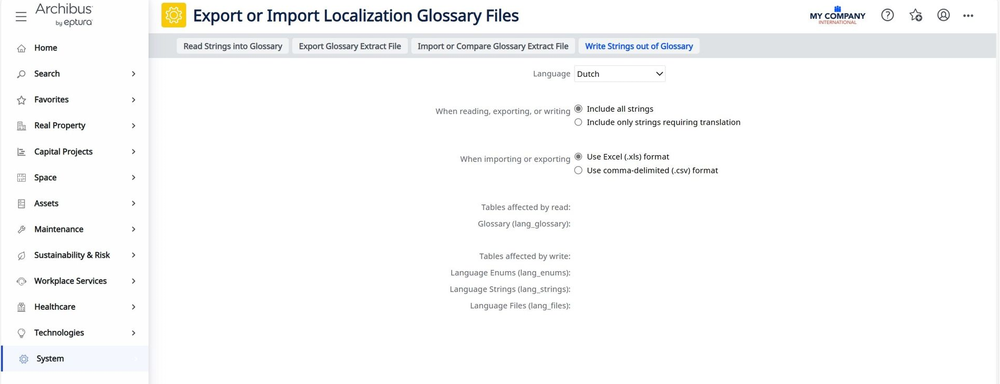 Archibus
by eptura
Export or Import Localization Glossary Files
MY COMPANY
INTERNATIONAL
Read Strings into Glossary
Export Glossary Extract File
Import or Compare Glossary Extract File
Write Strings out of Glossary
Home
Search
Favorites
Real Property
Capital Projects
Space
Assets
Maintenance
Sustainability & Risk
Workplace Services
Healthcare
Technologies
System
Language Dutch
When reading, exporting, or writing Include all strings
Include only strings requiring translation
When importing or exporting Use Excel (.xls) format
Use comma-delimited (.csv) format
Tables affected by read:
Glossary (lang_glossary):
Tables affected by write:
Language Enums (lang_enums):
Language Strings (lang_strings):
Language Files (lang_files):